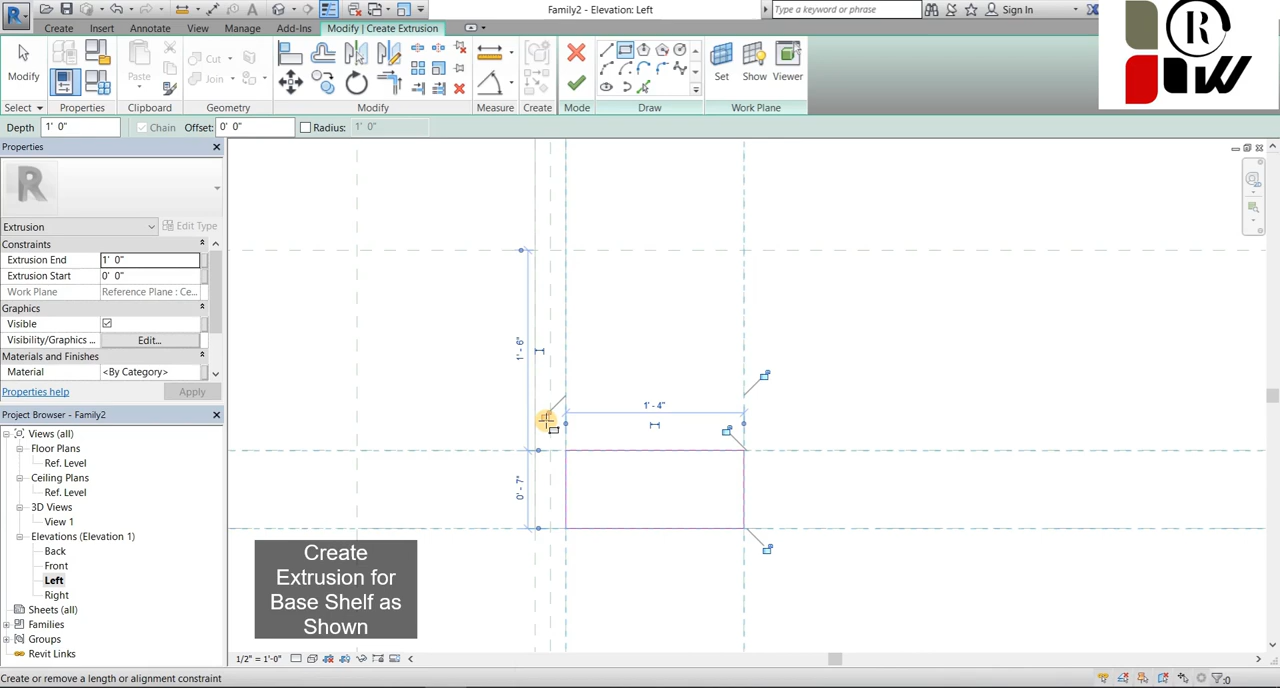 Family2 - Elevation: Left
Type a keyword or phrase
Sign In
Create Insert Annotate View Manage Add-Ins Modify | Create Extrusion
Modify
Paste
Cut
Join
Set Show Viewer
Select Properties Clipboard Geometry Modify Measure Create Mode Draw Work Plane
Depth 1' 0" Chain Offset: 0' 0" Radius: 1' 0"
Properties
R
Extrusion
Edit Type
Constraints
Extrusion End 1' 0"
Extrusion Start 0' 0"
Work Plane Reference Plane : Ce...
Graphics
Visible
Visibility/Graphics ... Edit...
Materials and Finishes
Material <By Category>
Properties help
Apply
Project Browser - Family2
Views (all)
Floor Plans
Ref. Level
Ceiling Plans
Ref. Level
3D Views
View 1
Elevations (Elevation 1)
Back
Front
Left
Right
Sheets (all)
Families
Groups
Revit Links
1' - 6"
1' - 4"
0' - 7"
Create
Extrusion for
Base Shelf as
Shown
1/2" = 1'-0"
Create or remove a length or alignment constraint
:0
R